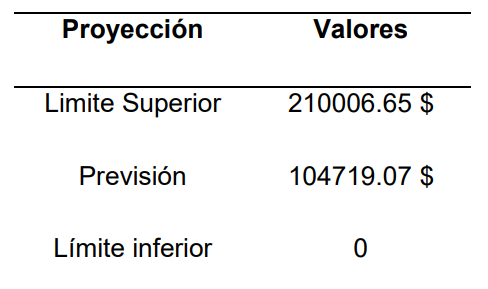 Proyección Valores
Limite Superior 210006.65 $
Previsión 104719.07 $
Límite inferior 0